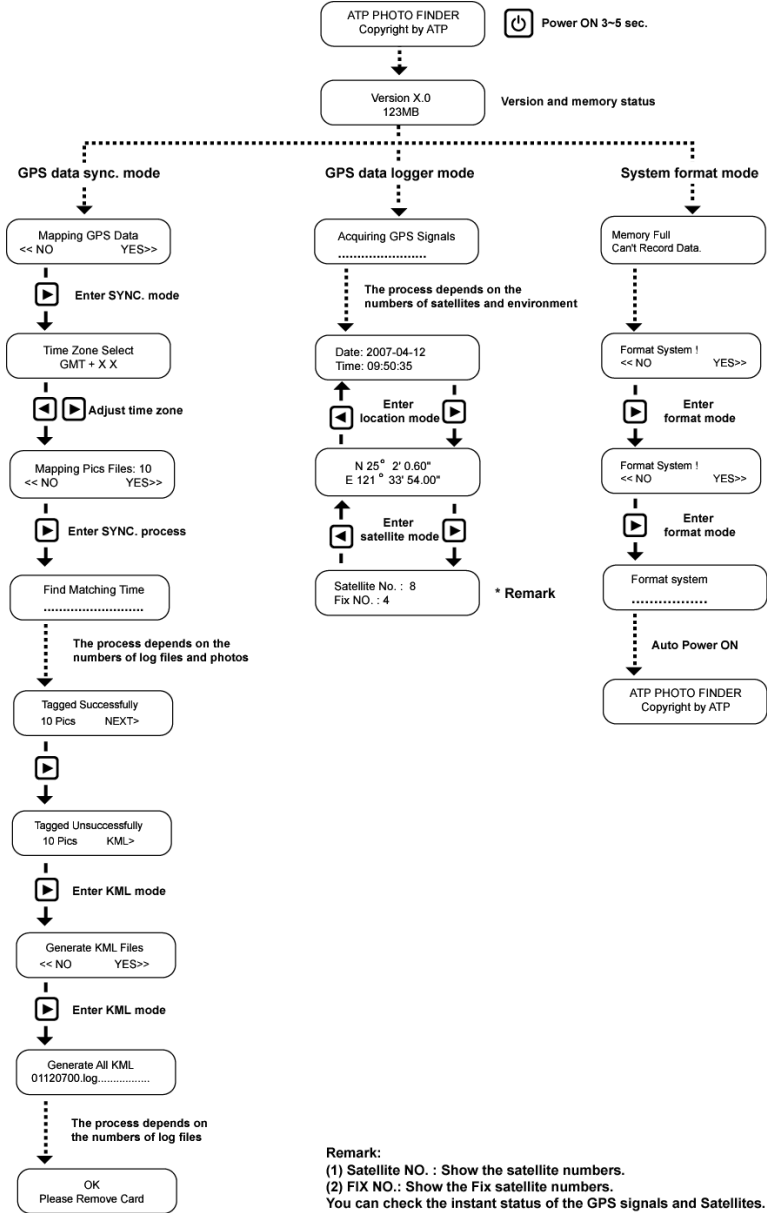 ATP PHOTO FINDER
Copyright by ATP
Power ON 3~5 sec.
Version X.0
123MB
Version and memory status
GPS data sync. mode
Mapping GPS Data
<< NO YES>>
Enter SYNC. mode
Time Zone Select
GMT + X X
Adjust time zone
Mapping Pics Files: 10
<< NO YES>>
Enter SYNC. process
Find Matching Time
...........................
The process depends on the
numbers of log files and photos
Tagged Successfully
10 Pics NEXT>
Tagged Unsuccessfully
10 Pics KML>
Enter KML mode
Generate KML Files
<< NO YES>>
Enter KML mode
Generate All KML
01120700.log.................
The process depends on
the numbers of log files
OK
Please Remove Card
GPS data logger mode
Acquiring GPS Signals
........................
The process depends on the
numbers of satellites and environment
Date: 2007-04-12
Time: 09:50:35
Enter
location mode
N 25° 2' 0.60"
E 121° 33' 54.00"
Enter
satellite mode
Satellite No. : 8
Fix NO. : 4
* Remark
System format mode
Memory Full
Can't Record Data.
Format System !
<< NO YES>>
Enter
format mode
Format System !
<< NO YES>>
Enter
format mode
Format system
.................
Auto Power ON
ATP PHOTO FINDER
Copyright by ATP
Remark:
(1) Satellite NO. : Show the satellite numbers.
(2) FIX NO.: Show the Fix satellite numbers.
You can check the instant status of the GPS signals and Satellites.